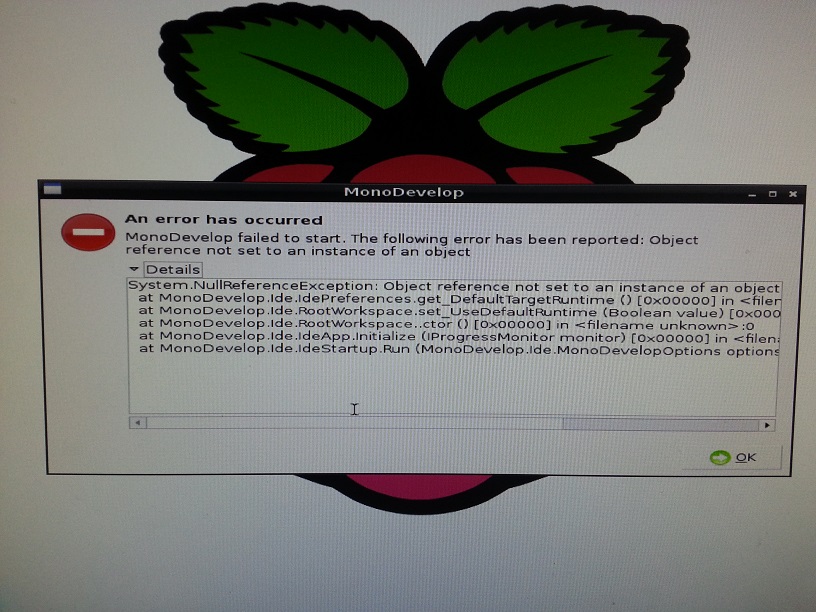 MonoDevelop
An error has occurred
MonoDevelop failed to start. The following error has been reported: Object
reference not set to an instance of an object
Details
System.NullReferenceException: Object reference not set to an instance of an object
at MonoDevelop.Ide.IdePreferences.get_DefaultTargetRuntime () [0x00000] in <filen
at MonoDevelop.Ide.RootWorkspace.set_UseDefaultRuntime (Boolean value) [0x000
at MonoDevelop.Ide.RootWorkspace..ctor () [0x00000] in <filename unknown>:0
at MonoDevelop.Ide.IdeApp.Initialize (IProgressMonitor monitor) [0x00000] in <filen
at MonoDevelop.Ide.IdeStartup.Run (MonoDevelop.Ide.MonoDevelopOptions options
OK